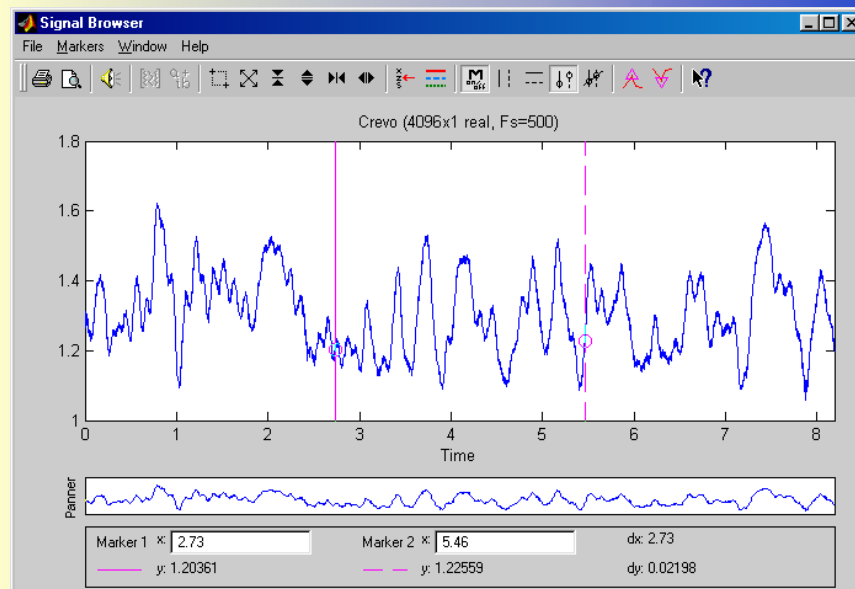 Signal Browser
File Markers Window Help
M
on/off
Crevo (4096x1 real, Fs=500)
1.8
1.6
1.4
1.2
1
0 1 2 3 4 5 6 7 8
Time
Panner
Marker 1 x: 2.73 Marker 2 x: 5.46 dx: 2.73
y: 1.20361 y: 1.22559 dy: 0.02198